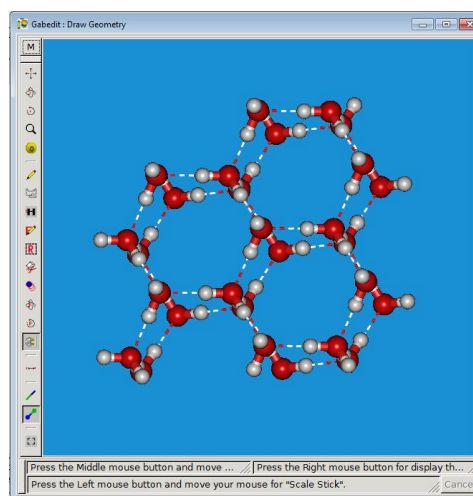 Gabedit : Draw Geometry
M
Press the Middle mouse button and move ...
Press the Right mouse button for display th...
Press the Left mouse button and move your mouse for "Scale Stick".
Cance